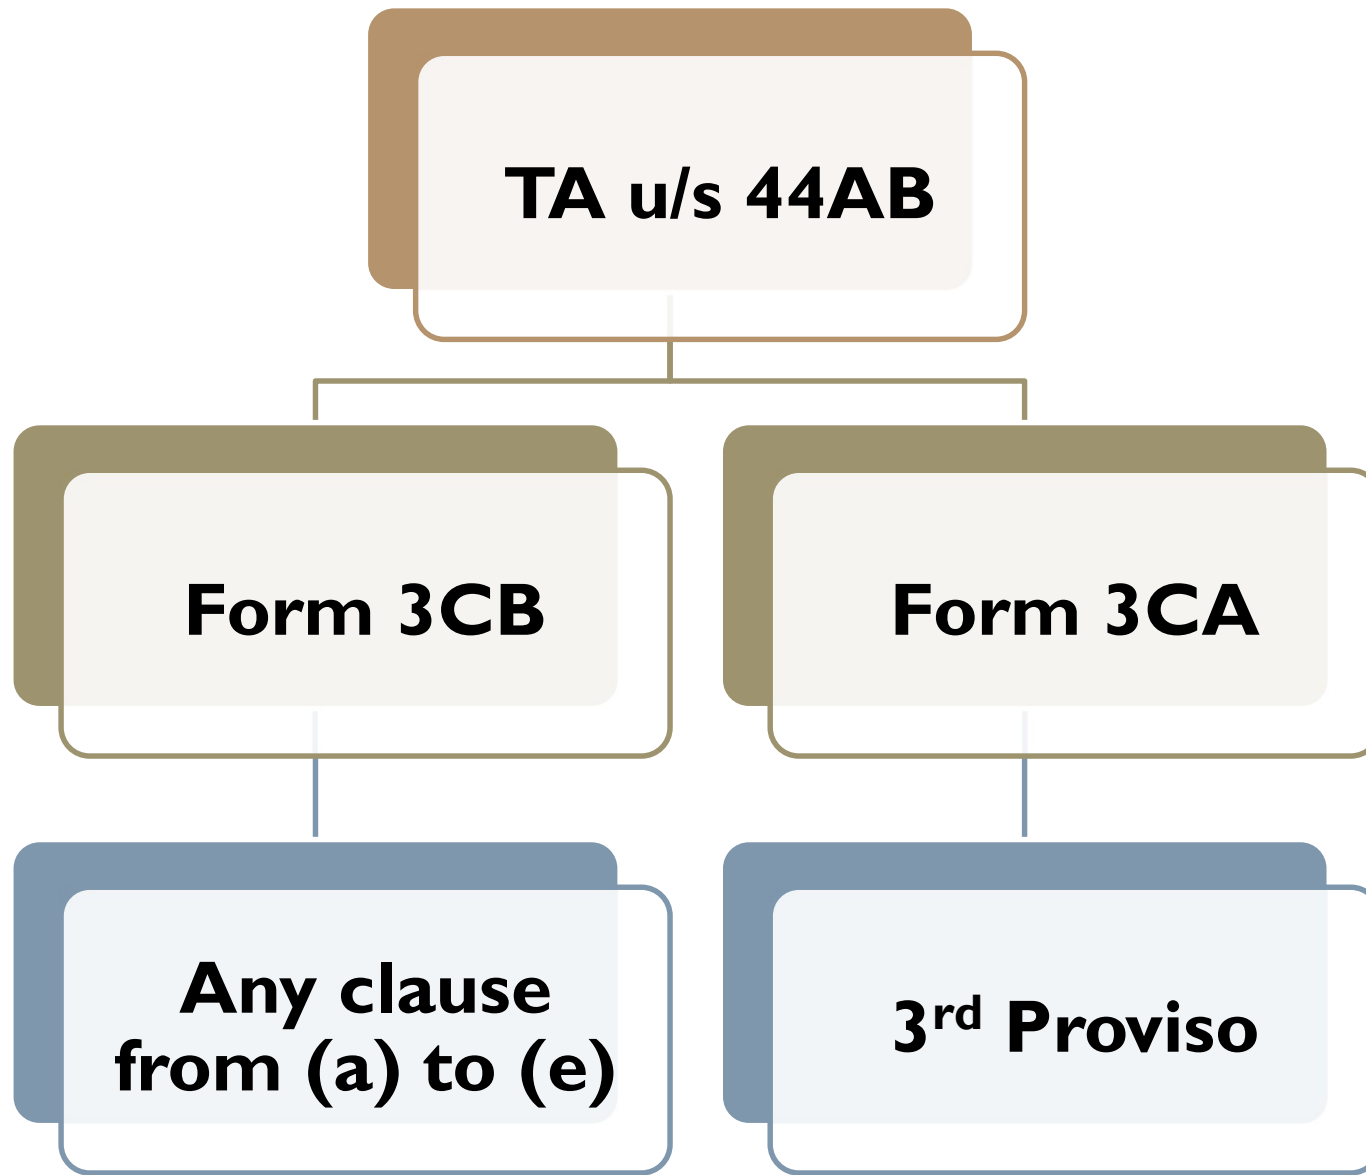 TA u/s 44AB
Form 3CB
Form 3CA
Any clause
from (a) to (e)
3rd Proviso